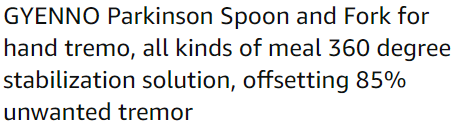 GYENNO Parkinson Spoon and Fork for
hand tremo, all kinds of meal 360 degree
stabilization solution, offsetting 85%
unwanted tremor